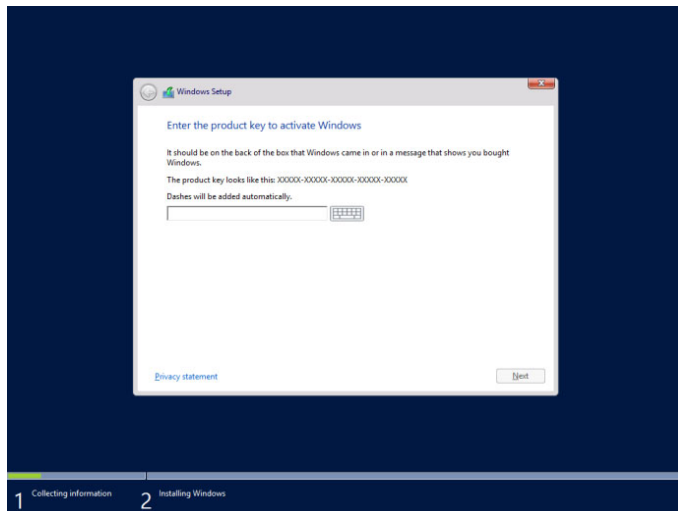 Windows Setup
Enter the product key to activate Windows
It should be on the back of the box that Windows came in or in a message that shows you bought
Windows.
The product key looks like this: XXXXX-XXXXX-XXXXX-XXXXX-XXXXX
Dashes will be added automatically.
Privacy statement
Next
1 Collecting information
2 Installing Windows